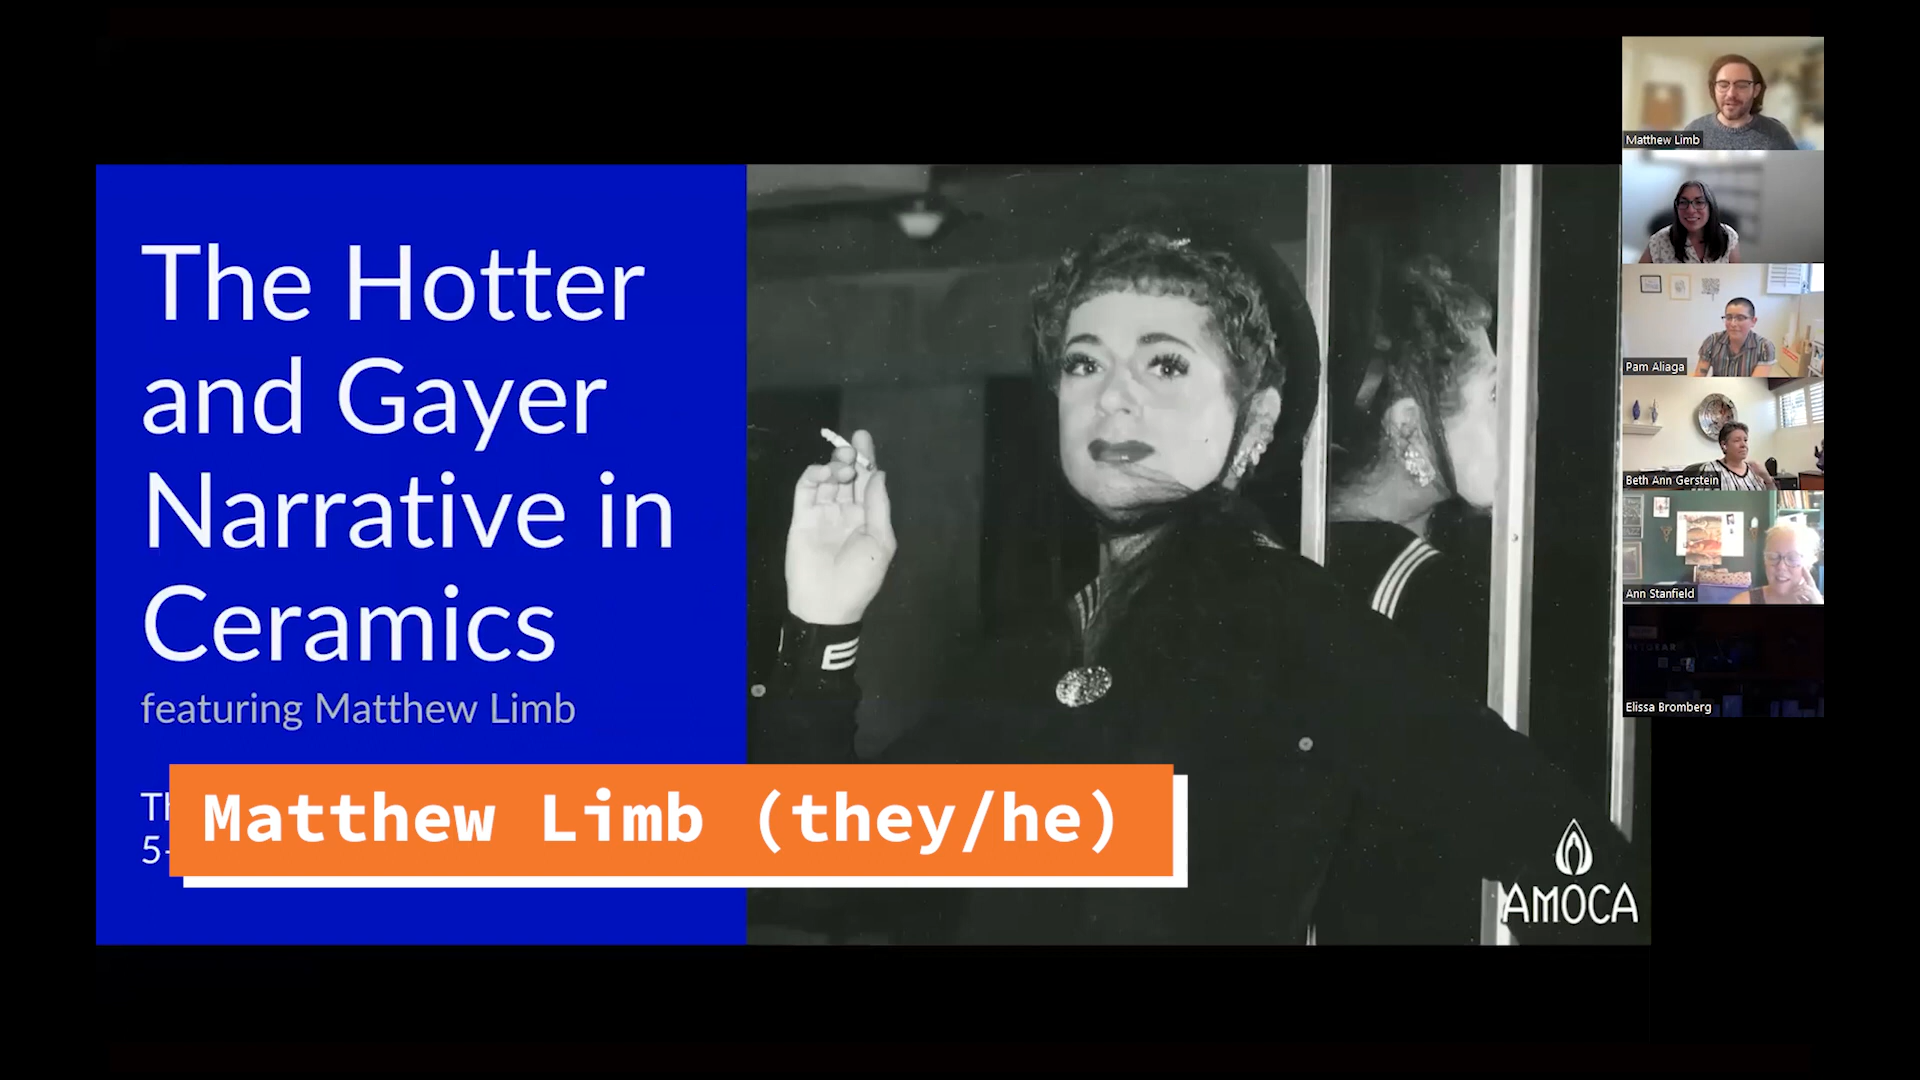 The Hotter
and Gayer
Narrative in
Ceramics
featuring Matthew Limb
Matthew Limb (they/he)
AMOCA
Matthew Limb
Pam Aliaga
Beth Ann Gerstein
Ann Stanfield
NETGEAR
Elissa Bromberg